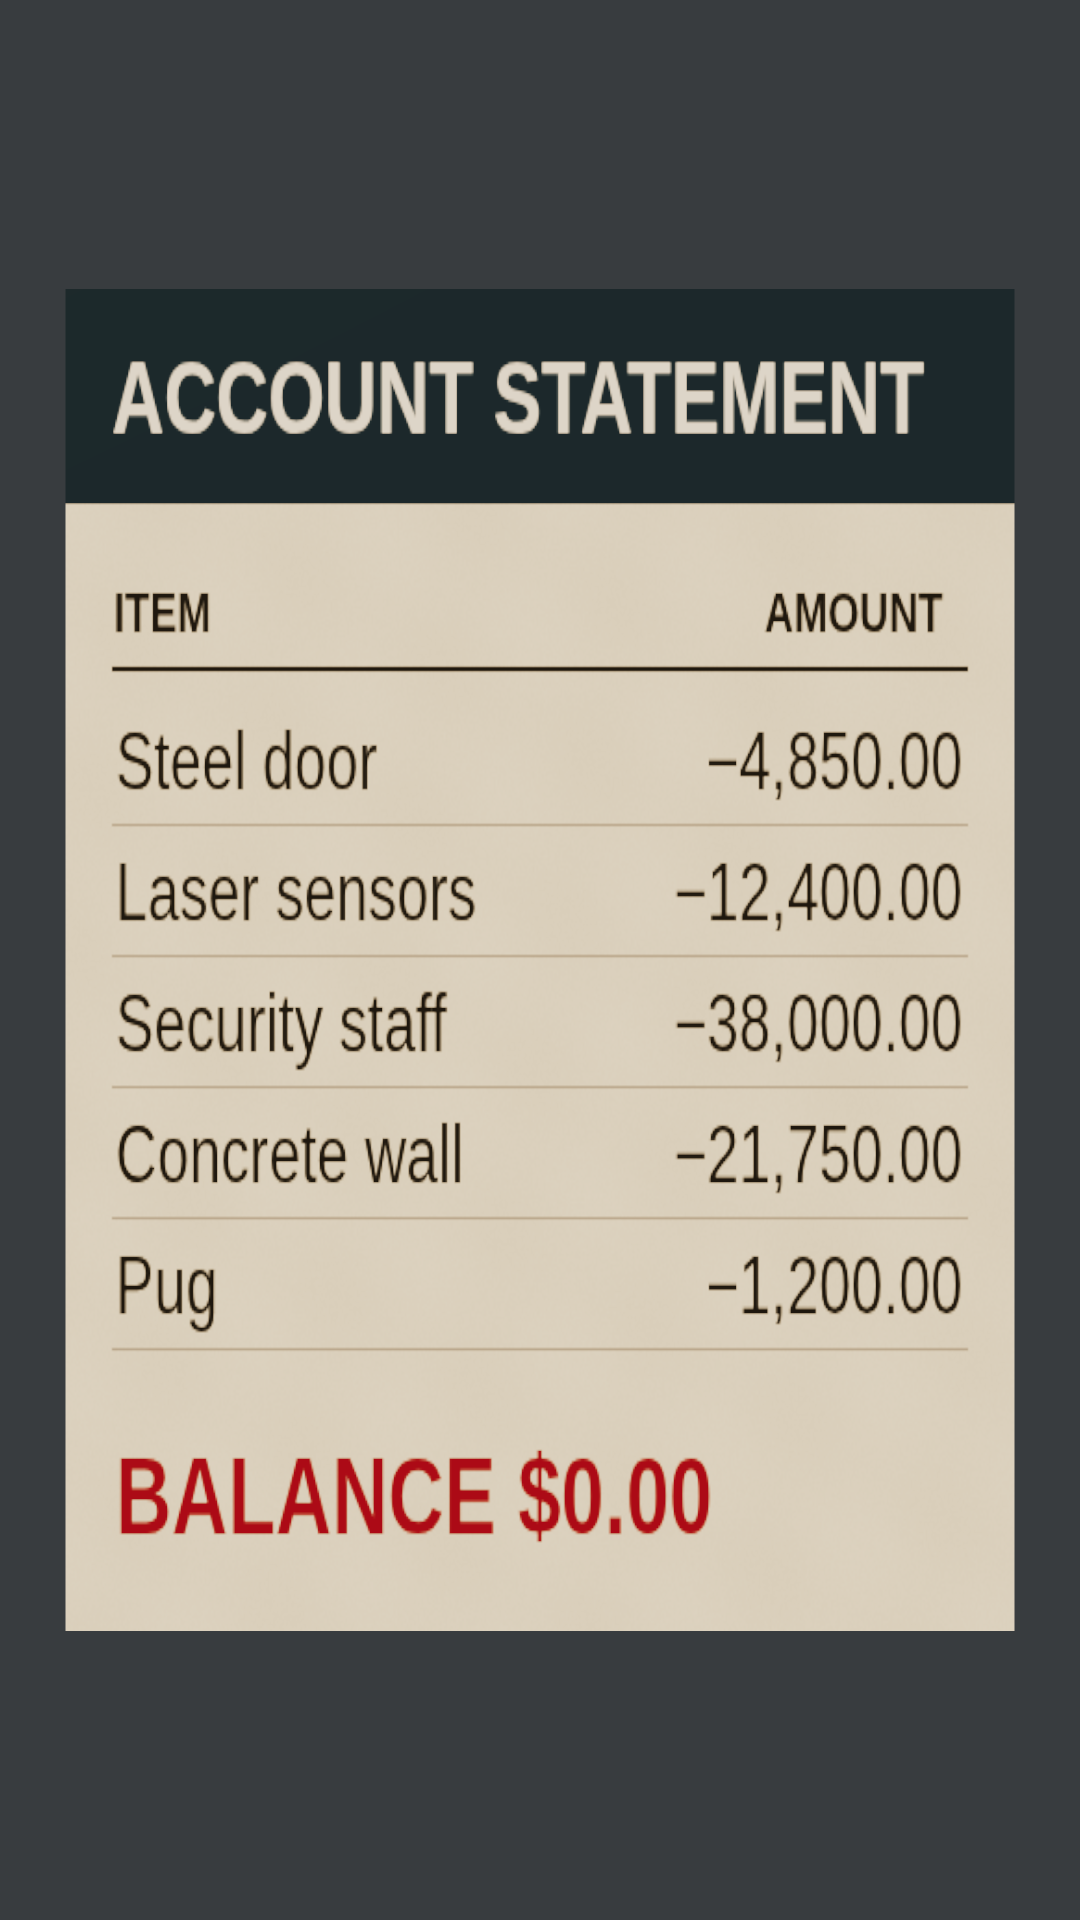 ACCOUNT STATEMENT
ITEM AMOUNT
Steel door −4,850.00
Laser sensors −12,400.00
Security staff −38,000.00
Concrete wall −21,750.00
Pug −1,200.00
BALANCE $0.00